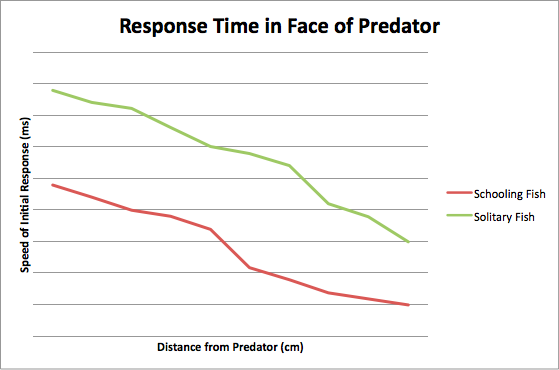 Response Time in Face of Predator
Speed of Initial Response (ms)
Schooling Fish
Solitary Fish
Distance from Predator (cm)